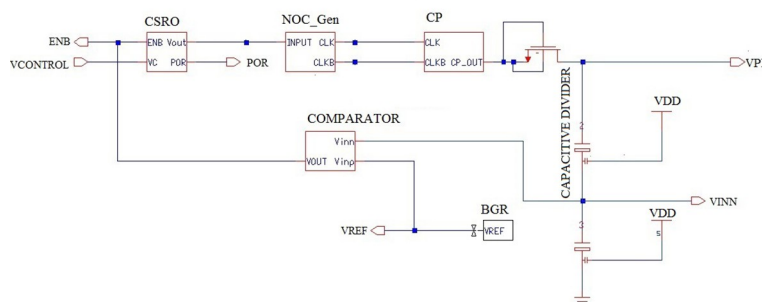 CSRO
NOC_Gen
CP
ENB
ENB Vout
INPUT CLK
CLK
VCONTROL
VC POR
POR
CLKB
CLKB CP_OUT
VP
COMPARATOR
Vinn
VOUT Vinp
CAPACITIVE DIVIDER
VDD
VINN
BGR
VREF
VREF
VDD